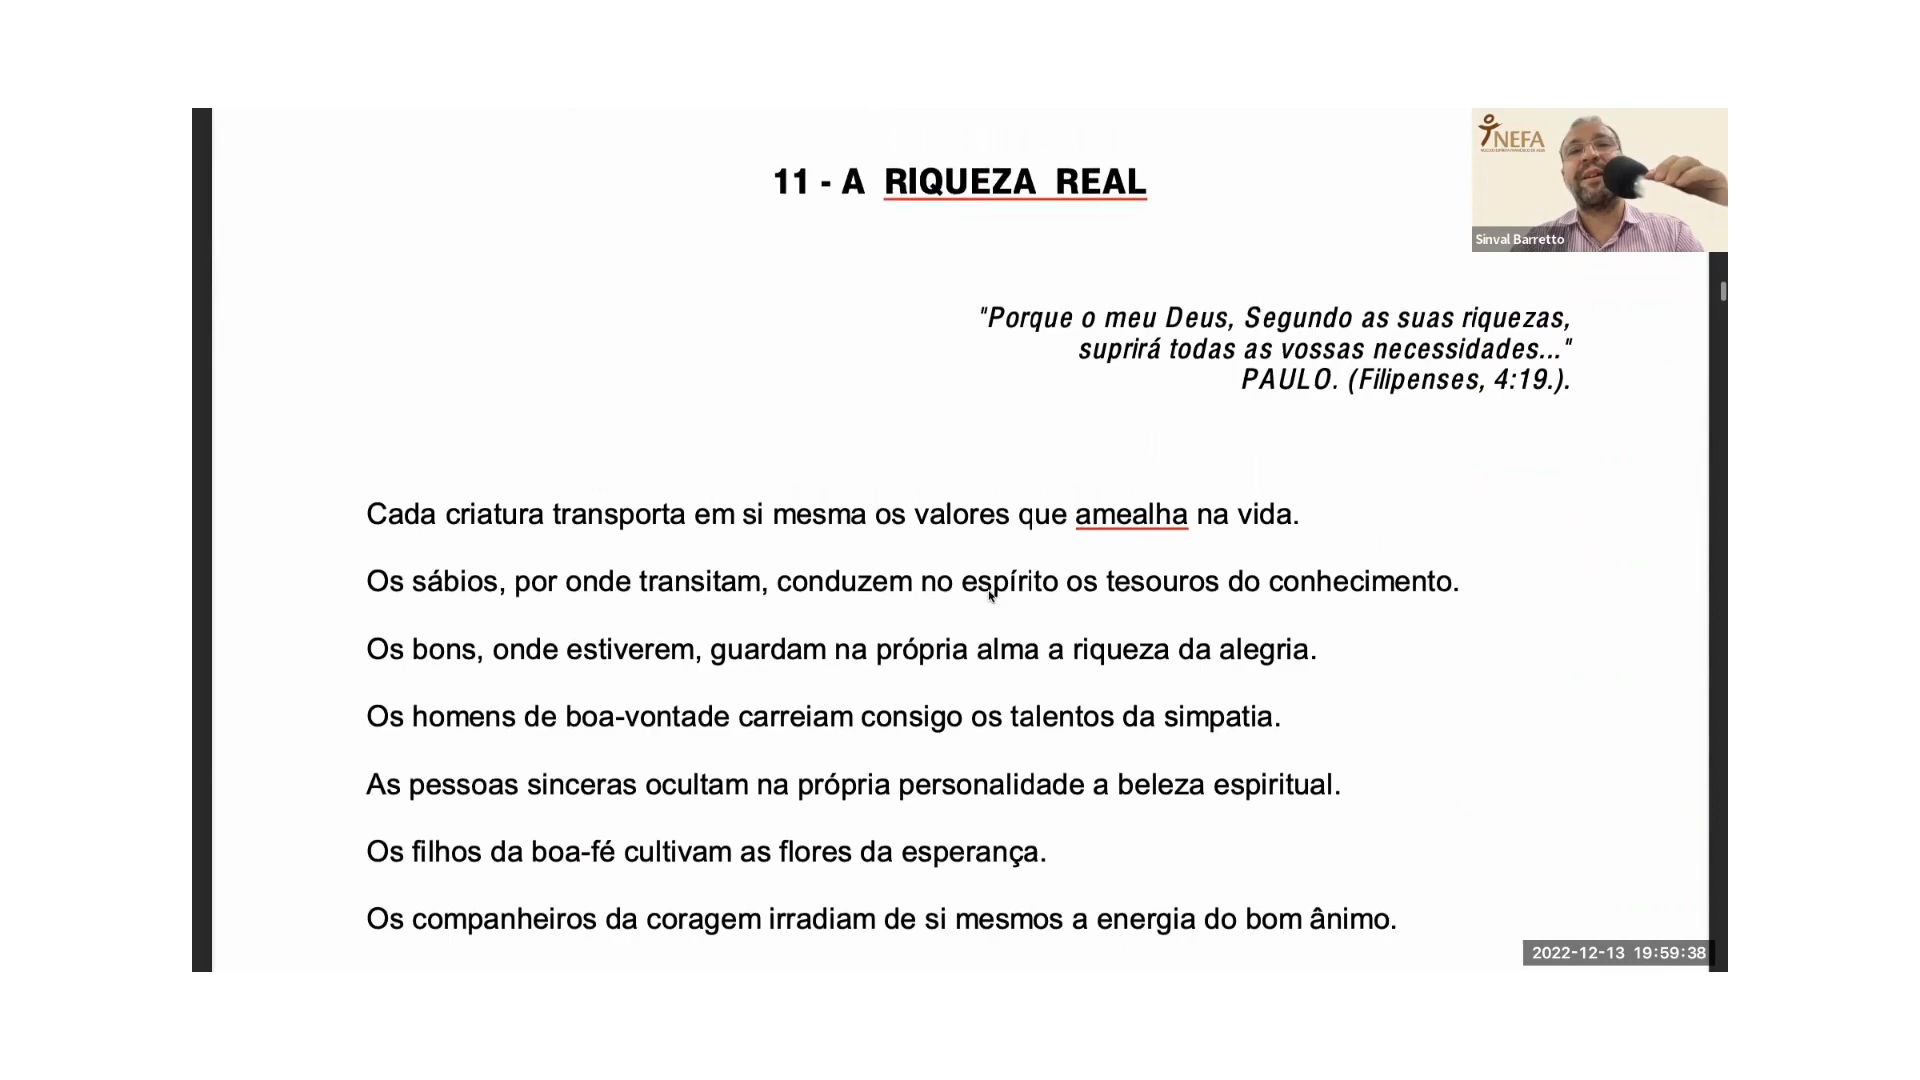 11 - A RIQUEZA REAL
NEFA
Sinval Barretto
"Porque o meu Deus, Segundo as suas riquezas,
suprirá todas as vossas necessidades..."
PAULO. (Filipenses, 4:19.).
Cada criatura transporta em si mesma os valores que amealha na vida.
Os sábios, por onde transitam, conduzem no espírito os tesouros do conhecimento.
Os bons, onde estiverem, guardam na própria alma a riqueza da alegria.
Os homens de boa-vontade carreiam consigo os talentos da simpatia.
As pessoas sinceras ocultam na própria personalidade a beleza espiritual.
Os filhos da boa-fé cultivam as flores da esperança.
Os companheiros da coragem irradiam de si mesmos a energia do bom ânimo.
2022-12-13 19:59:38